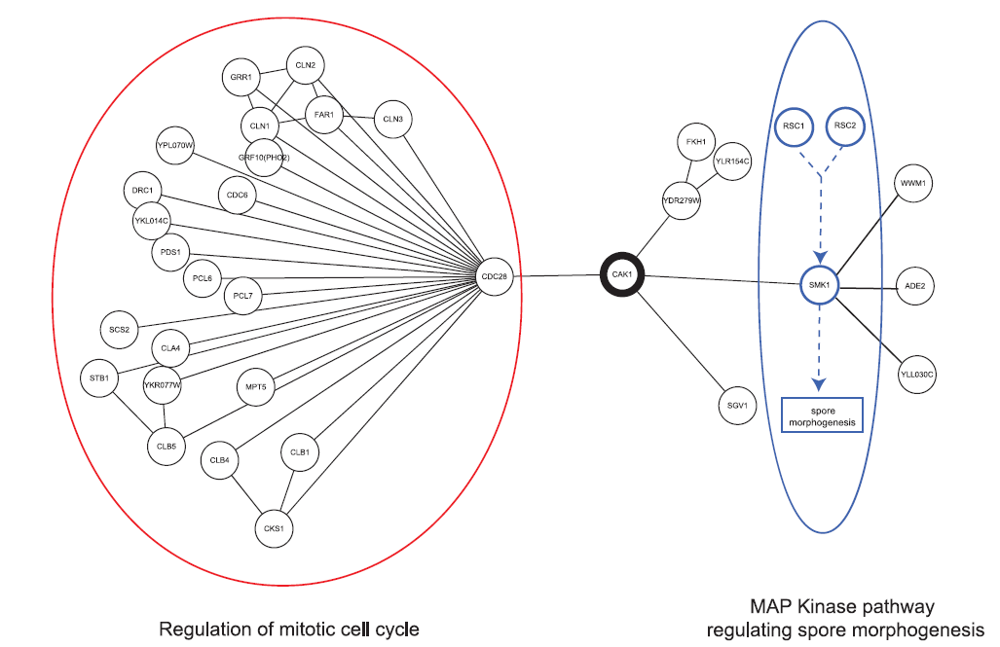 CLN2
GRR1
FAR1
CLN3
CLN1
GRF10(PHO2)
YPL070W
DRC1
CDC6
YKL014C
PDS1
PCL6
PCL7
CDC28
SCS2
CLA4
STB1
YKR077W
MPT5
CLB5
CLB4
CLB1
CKS1
CAK1
FKH1
YLR154C
YDR279W
SGV1
RSC1
RSC2
SMK1
WWM1
ADE2
YLL030C
spore
morphogenesis
Regulation of mitotic cell cycle
MAP Kinase pathway
regulating spore morphogenesis